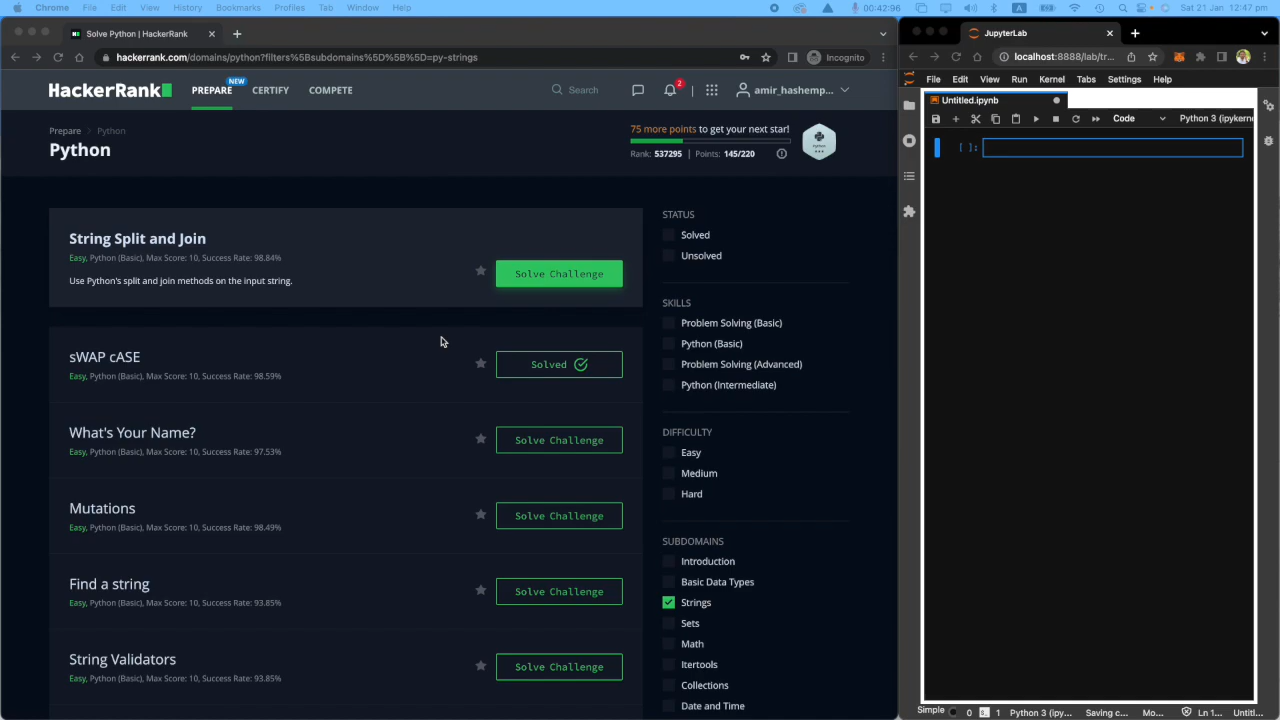 Chrome File Edit View History Bookmarks Profiles Tab Window Help
00:42:96 A Sat 21 Jan 12:47 pm
Solve Python | HackerRank
hackerrank.com/domains/python?filters%5Bsubdomains%5D%5B%5D=py-strings
Incognito
HackerRank PREPARE NEW CERTIFY COMPETE Search 2 amir_hashemp...
Prepare > Python
Python
75 more points to get your next star!
Rank: 537295 | Points: 145/220
Python
String Split and Join
Easy, Python (Basic), Max Score: 10, Success Rate: 98.84%
Use Python's split and join methods on the input string.
Solve Challenge
sWAP cASE
Easy, Python (Basic), Max Score: 10, Success Rate: 98.59%
Solved
What's Your Name?
Easy, Python (Basic), Max Score: 10, Success Rate: 97.53%
Solve Challenge
Mutations
Easy, Python (Basic), Max Score: 10, Success Rate: 98.49%
Solve Challenge
Find a string
Easy, Python (Basic), Max Score: 10, Success Rate: 93.85%
Solve Challenge
String Validators
Easy, Python (Basic), Max Score: 10, Success Rate: 93.85%
Solve Challenge
STATUS
Solved
Unsolved
SKILLS
Problem Solving (Basic)
Python (Basic)
Problem Solving (Advanced)
Python (Intermediate)
DIFFICULTY
Easy
Medium
Hard
SUBDOMAINS
Introduction
Basic Data Types
Strings
Sets
Math
Itertools
Collections
Date and Time
JupyterLab
localhost:8888/lab/tr...
File Edit View Run Kernel Tabs Settings Help
Untitled.ipynb
Code Python 3 (ipykern
[ ]:
Simple 0 1 Python 3 (ipy... Saving c... Mo... Ln 1... Untitl...